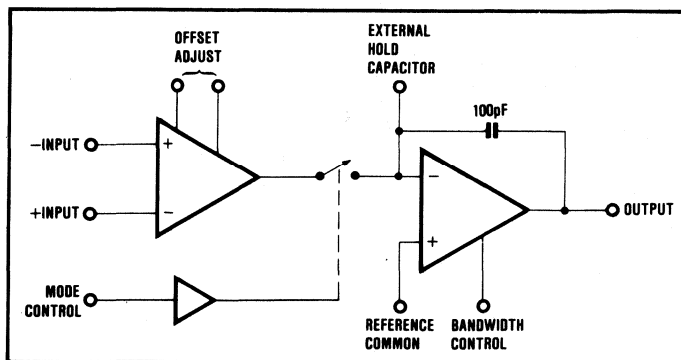 OFFSET
ADJUST
EXTERNAL
HOLD
CAPACITOR
100pF
−INPUT
+
−
+INPUT
−
+
OUTPUT
MODE
CONTROL
REFERENCE
COMMON
BANDWIDTH
CONTROL